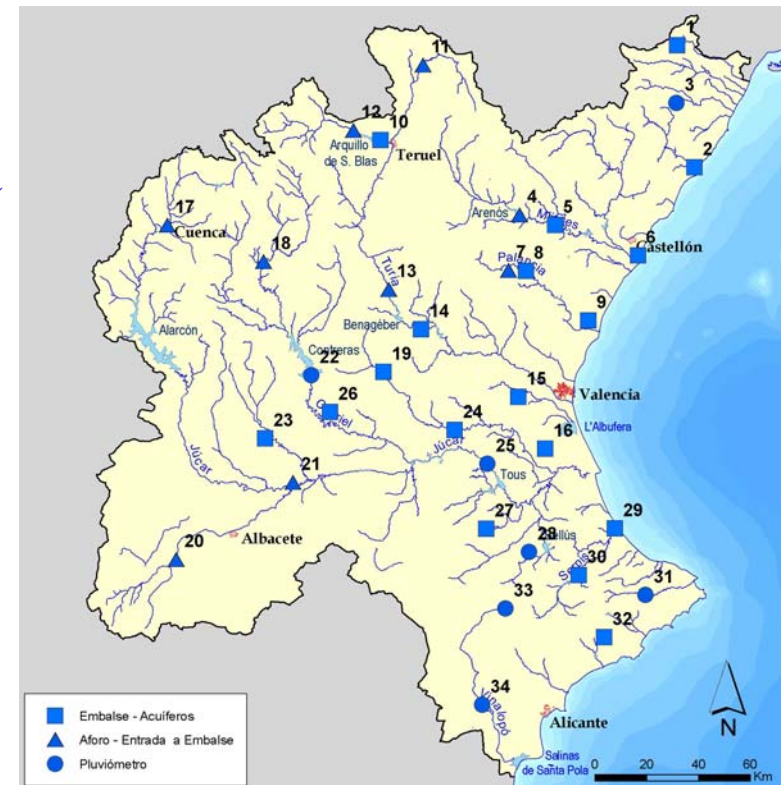 1
11
3
12
10
Arquillo
de S. Blas
Teruel
2
17
Cuenca
Arenós
4
5
Mijares
6
Castellón
18
7
8
Palancia
13
Turia
9
14
Alarcón
Benagéber
Contreras
19
22
15
Valencia
26
Cabriel
24
L'Albufera
23
Júcar
25
16
Júcar
21
Tous
27
29
Albacete
28
Bellús
20
30
Serpis
31
33
32
34
Vinalopó
Alicante
Embalse - Acuíferos
Aforo - Entrada a Embalse
Pluviómetro
Salinas
de Santa Pola
N
0 20 40 60
Km